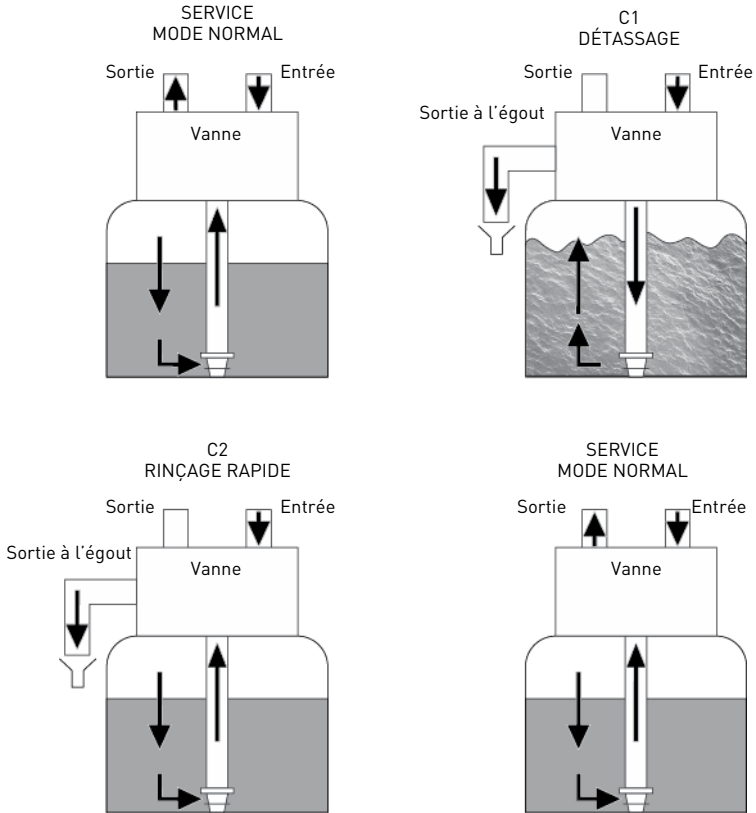 SERVICE
MODE NORMAL
Sortie
Entrée
Vanne
C1
DÉTASSAGE
Sortie
Entrée
Sortie à l'égout
Vanne
C2
RINÇAGE RAPIDE
Sortie
Entrée
Sortie à l'égout
Vanne
SERVICE
MODE NORMAL
Sortie
Entrée
Vanne